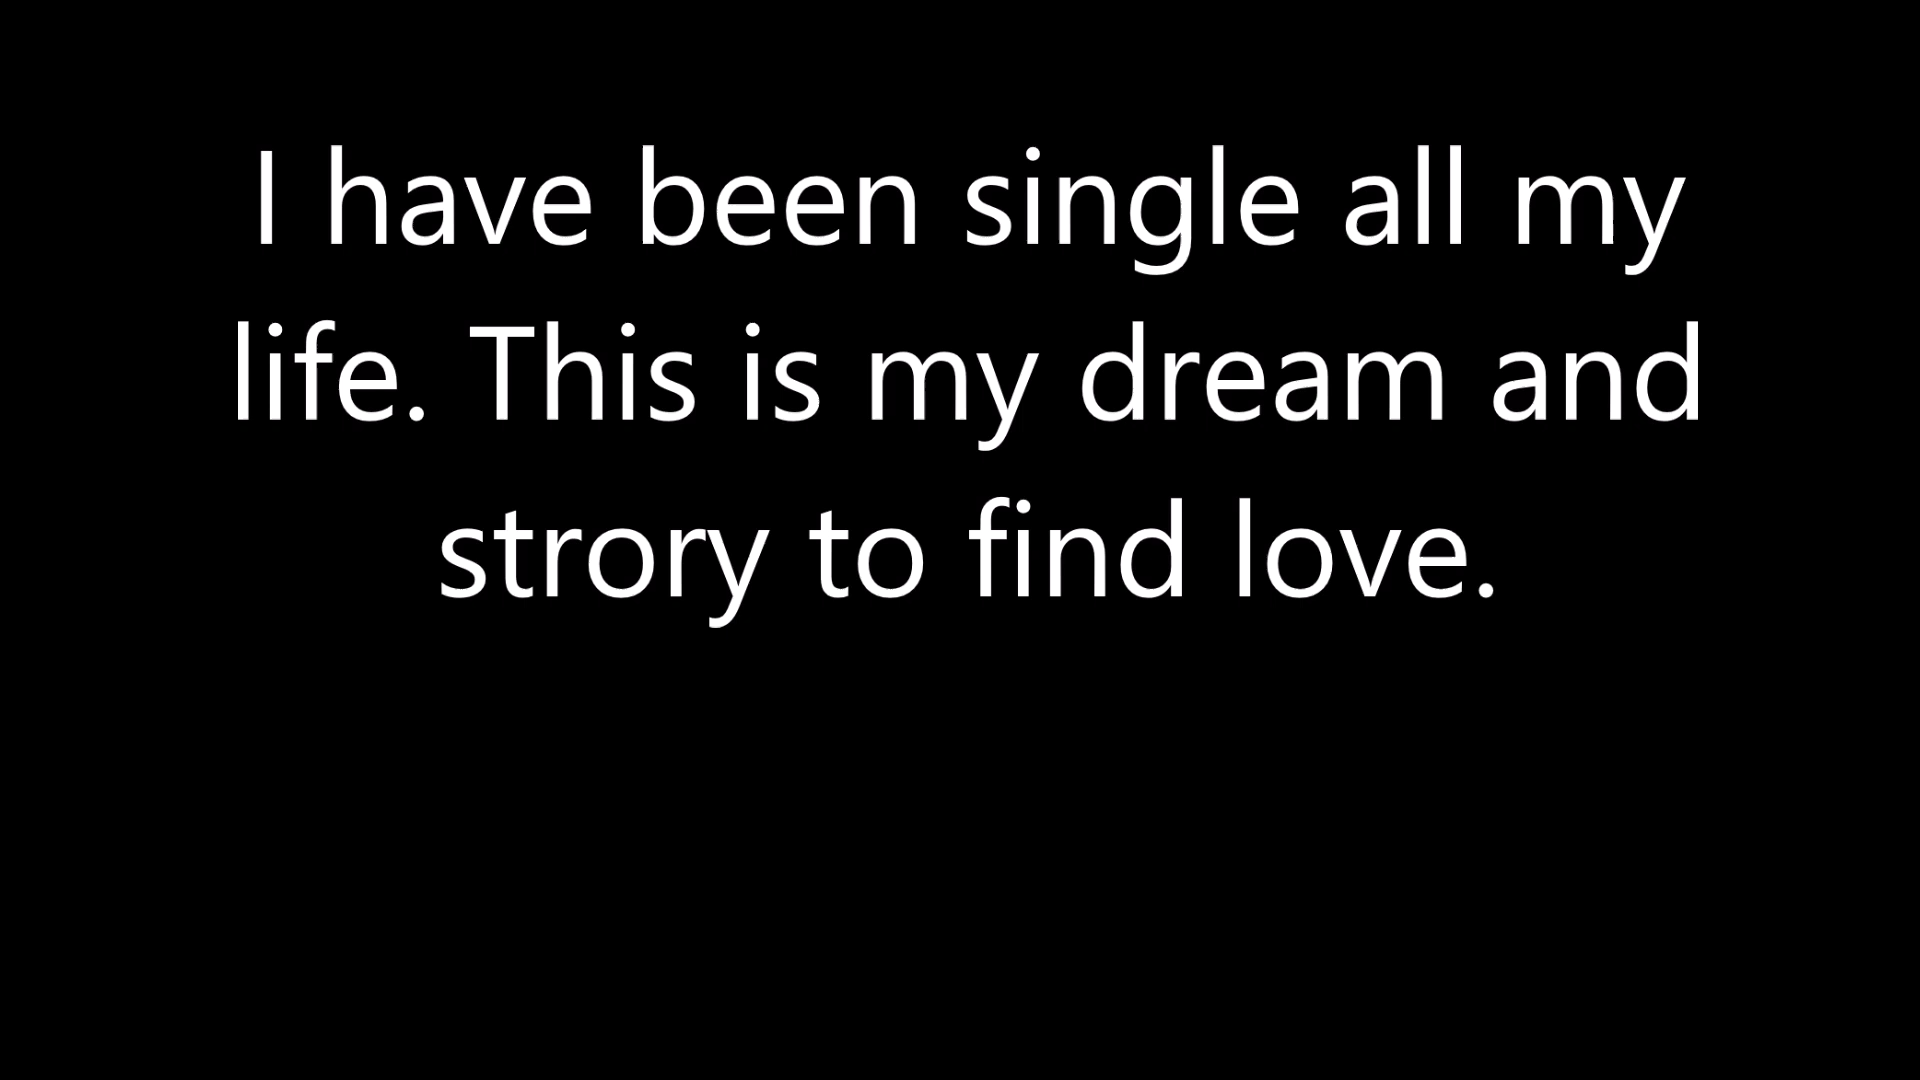 I have been single all my
life. This is my dream and
strory to find love.